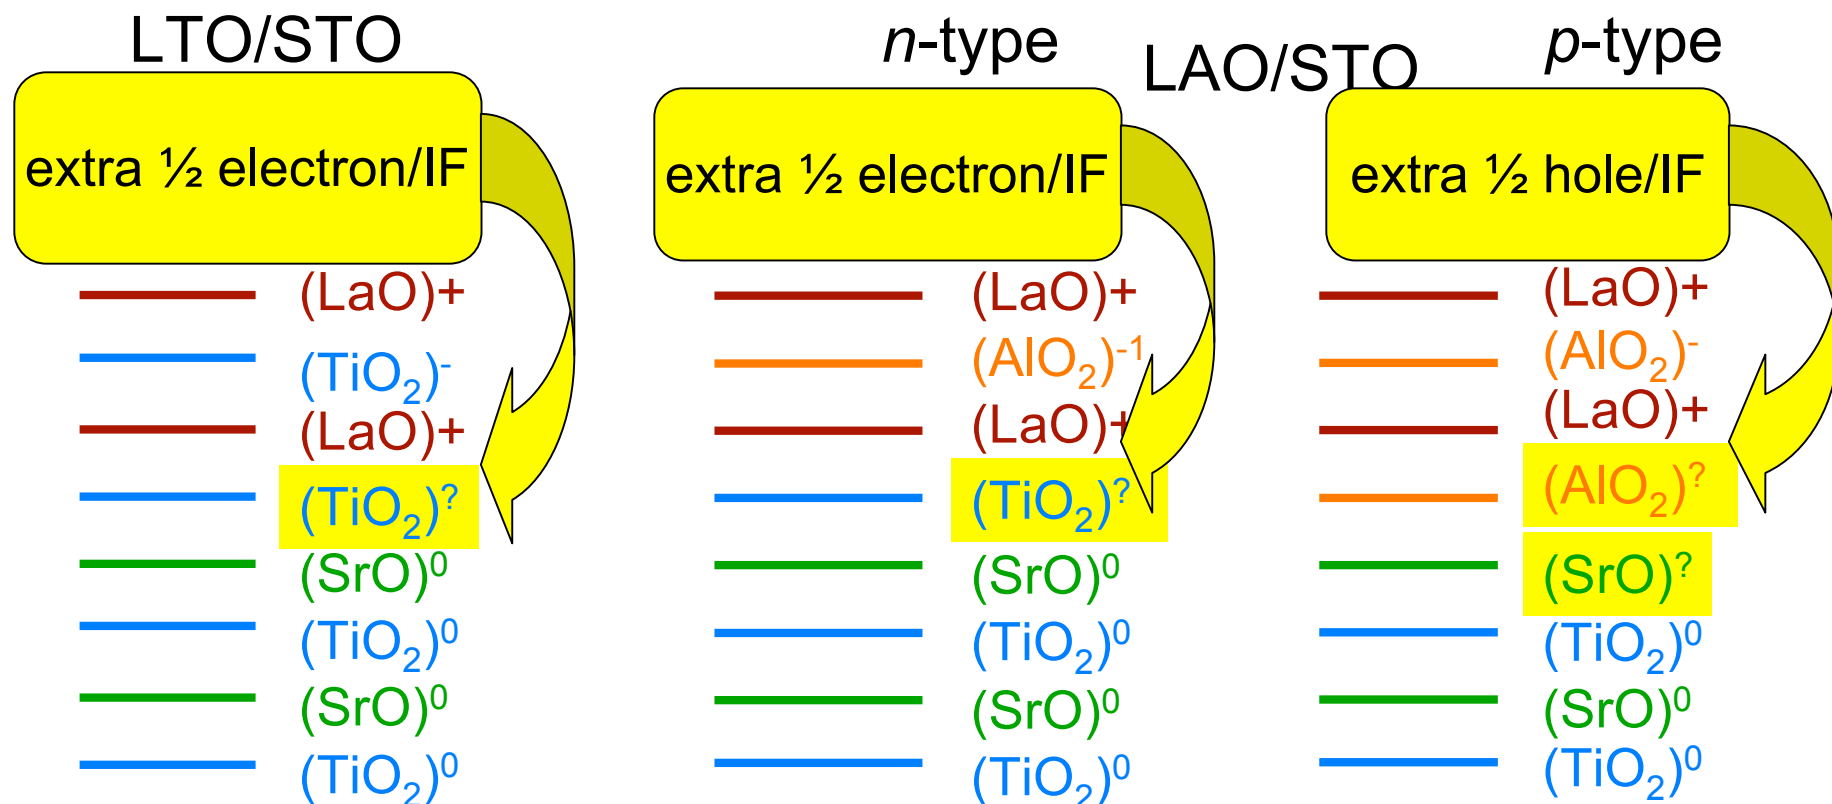 LTO/STO
extra ½ electron/IF
(LaO)+
(TiO₂)⁻
(LaO)+
(TiO₂)?
(SrO)⁰
(TiO₂)⁰
(SrO)⁰
(TiO₂)⁰
n-type
LAO/STO
p-type
extra ½ electron/IF
(LaO)+
(AlO₂)⁻¹
(LaO)+
(TiO₂)?
(SrO)⁰
(TiO₂)⁰
(SrO)⁰
(TiO₂)⁰
extra ½ hole/IF
(LaO)+
(AlO₂)⁻
(LaO)+
(AlO₂)?
(SrO)?
(TiO₂)⁰
(SrO)⁰
(TiO₂)⁰